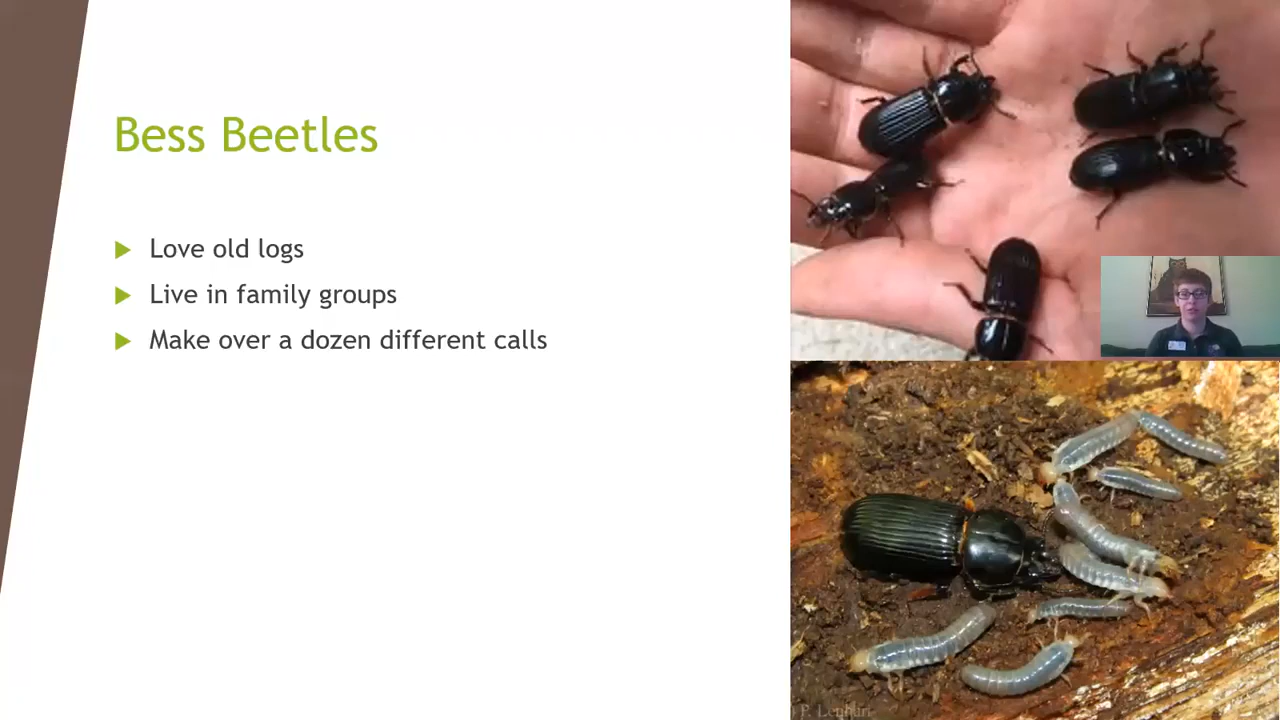 Bess Beetles
Love old logs
Live in family groups
Make over a dozen different calls